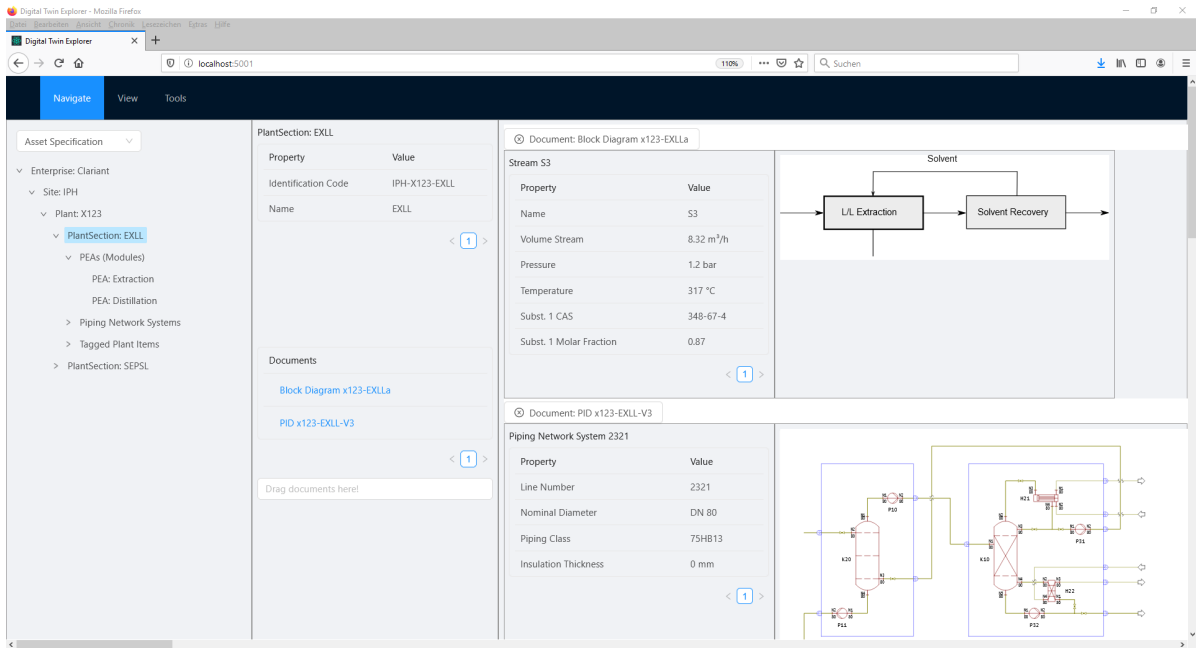 Digital Twin Explorer - Mozilla Firefox
Datei Bearbeiten Ansicht Chronik Lesezeichen Extras Hilfe
Digital Twin Explorer
localhost:5001
110%
Suchen
Navigate View Tools
Asset Specification
Enterprise: Clariant
Site: IPH
Plant: X123
PlantSection: EXLL
PEAs (Modules)
PEA: Extraction
PEA: Distillation
Piping Network Systems
Tagged Plant Items
PlantSection: SEPSL
PlantSection: EXLL
Property Value
Identification Code IPH-X123-EXLL
Name EXLL
< 1 >
Documents
Block Diagram x123-EXLLa
PID x123-EXLL-V3
< 1 >
Drag documents here!
Document: Block Diagram x123-EXLLa
Stream S3
Property Value
Name S3
Volume Stream 8.32 m³/h
Pressure 1.2 bar
Temperature 317 °C
Subst. 1 CAS 348-67-4
Subst. 1 Molar Fraction 0.87
< 1 >
Solvent
L/L Extraction
Solvent Recovery
Document: PID x123-EXLL-V3
Piping Network System 2321
Property Value
Line Number 2321
Nominal Diameter DN 80
Piping Class 75HB13
Insulation Thickness 0 mm
< 1 >
P10
k20
P11
H21
P31
K10
H22
P32